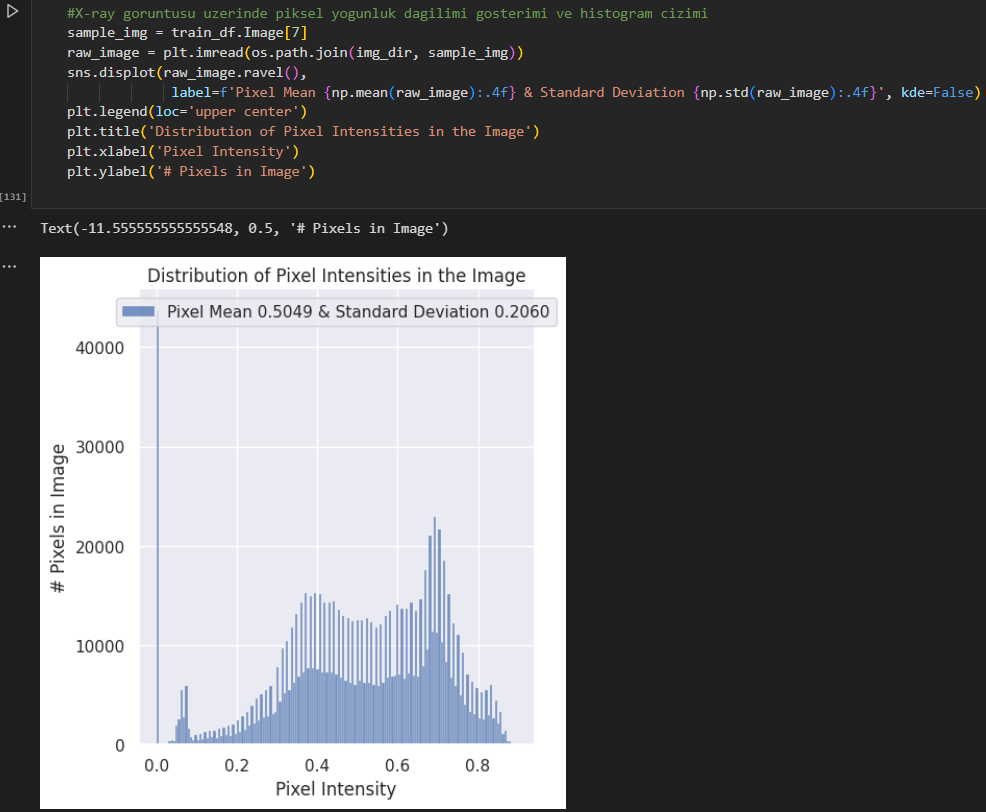 #X-ray goruntusu uzerinde piksel yogunluk dagilimi gosterimi ve histogram cizimi
sample_img = train_df.Image[7]
raw_image = plt.imread(os.path.join(img_dir, sample_img))
sns.displot(raw_image.ravel(),
label=f'Pixel Mean {np.mean(raw_image):.4f} & Standard Deviation {np.std(raw_image):.4f}', kde=False)
plt.legend(loc='upper center')
plt.title('Distribution of Pixel Intensities in the Image')
plt.xlabel('Pixel Intensity')
plt.ylabel('# Pixels in Image')
[131]
... Text(-11.555555555555548, 0.5, '# Pixels in Image')
...
Distribution of Pixel Intensities in the Image
Pixel Mean 0.5049 & Standard Deviation 0.2060
40000
30000
20000
10000
0
# Pixels in Image
0.0 0.2 0.4 0.6 0.8
Pixel Intensity